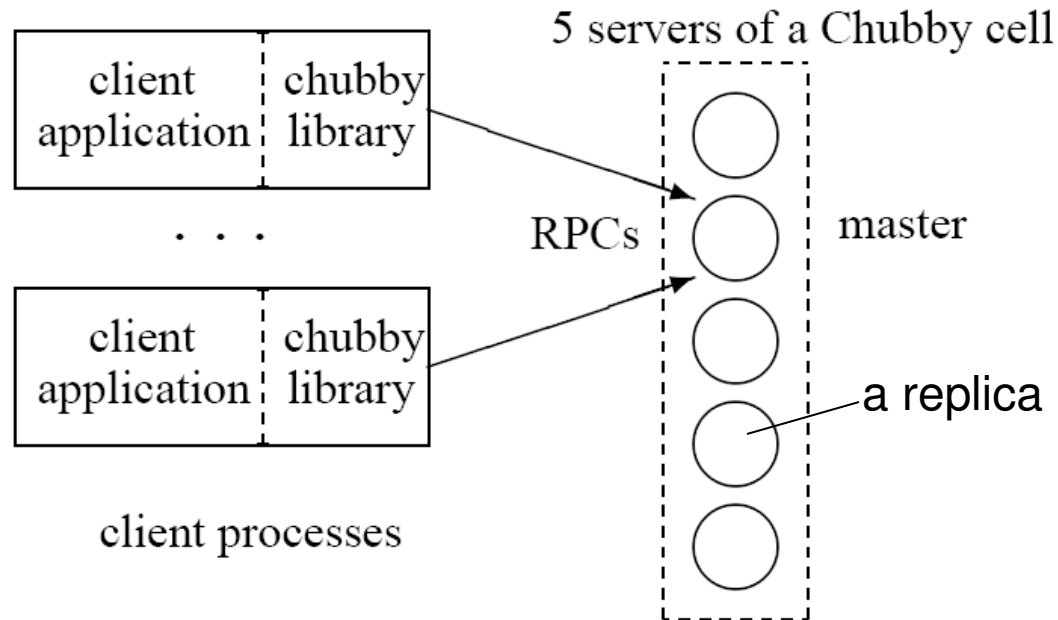 5 servers of a Chubby cell
client
application
chubby
library
. . .
RPCs
master
client
application
chubby
library
a replica
client processes